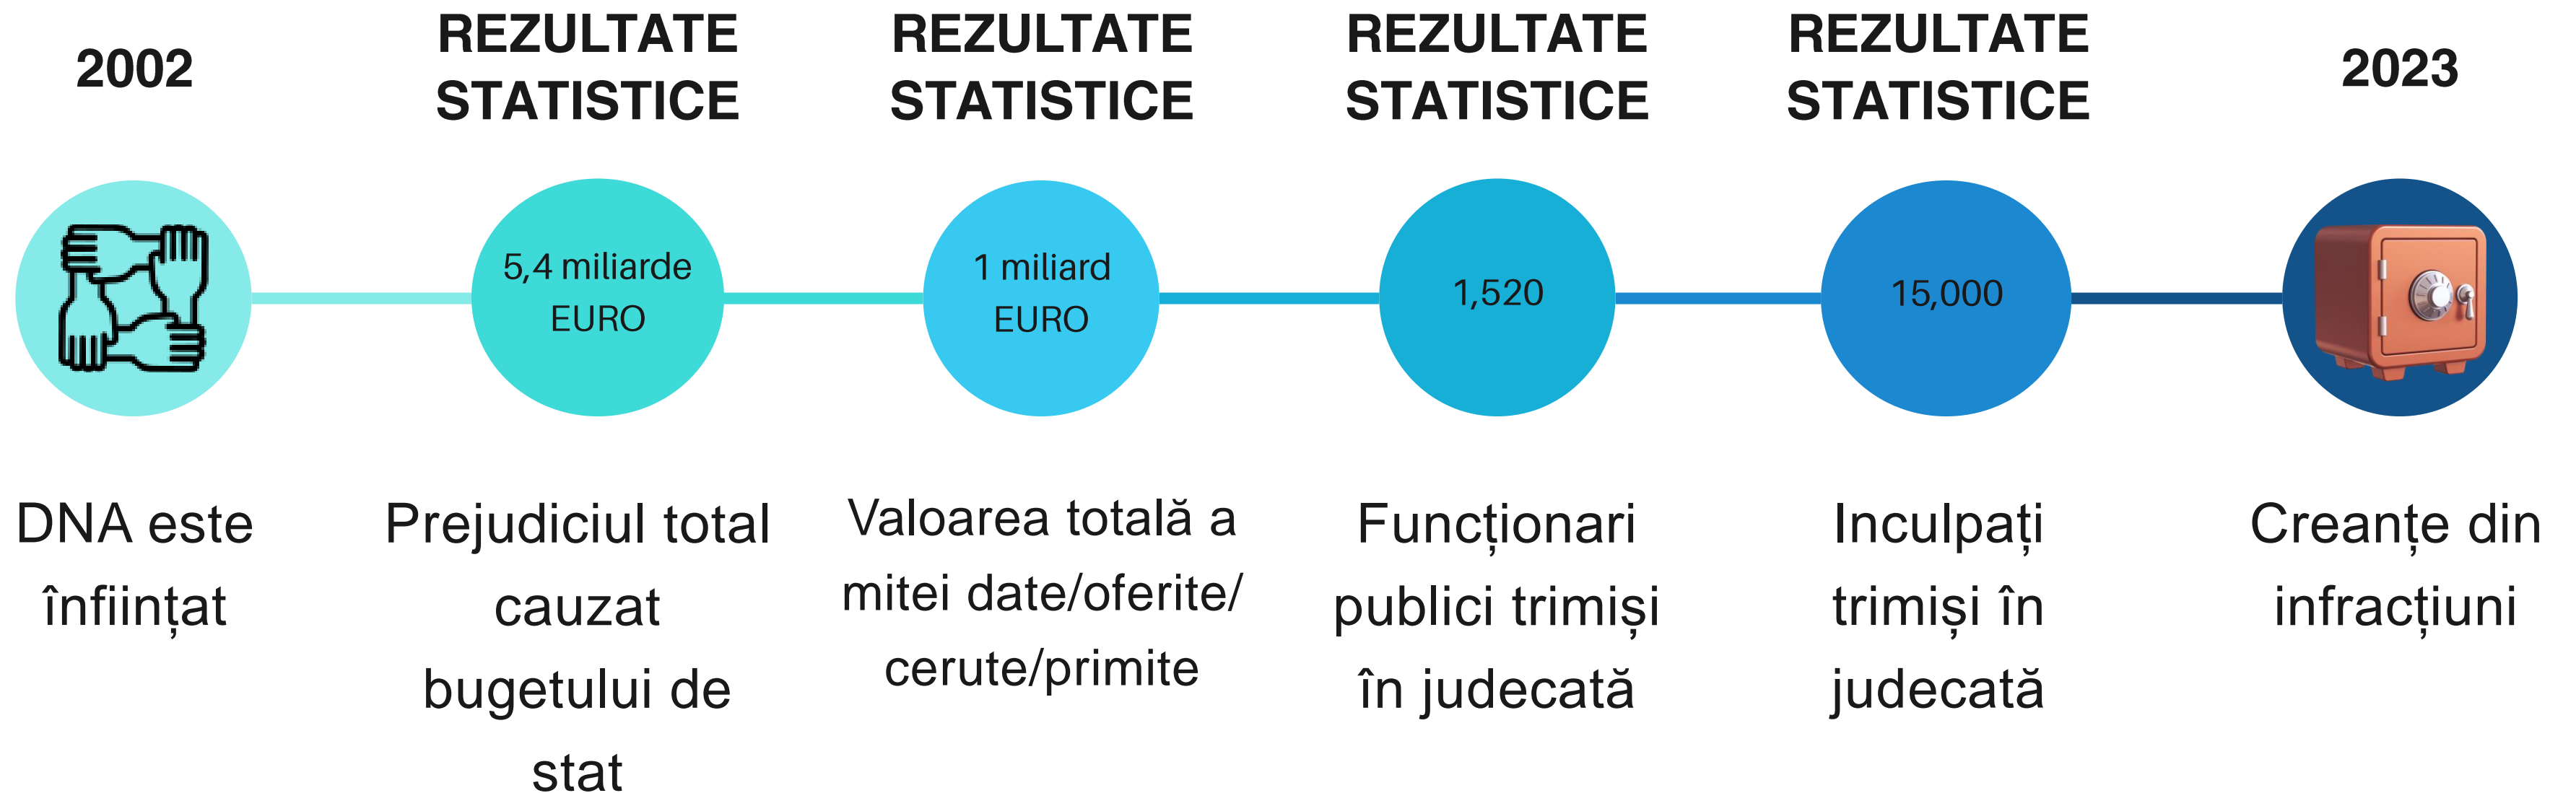 2002
REZULTATE
STATISTICE
REZULTATE
STATISTICE
REZULTATE
STATISTICE
REZULTATE
STATISTICE
2023
5,4 miliarde
EURO
1 miliard
EURO
1,520
15,000
DNA este
înființat
Prejudiciul total
cauzat
bugetului de
stat
Valoarea totală a
mitei date/oferite/
cerute/primite
Funcționari
publici trimiși
în judecată
Inculpați
trimiși în
judecată
Creanțe din
infracțiuni